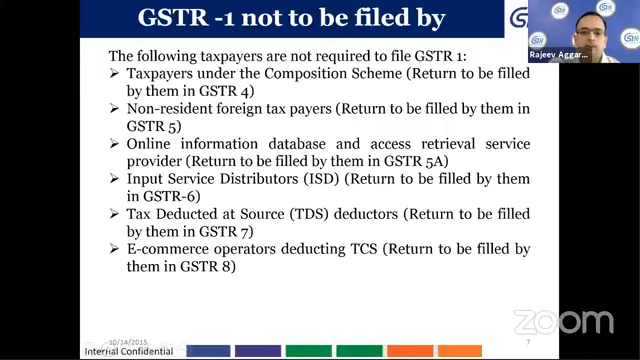 GSTR -1 not to be filed by
GSN
Rajeev Aggar...
The following taxpayers are not required to file GSTR 1:
➢ Taxpayers under the Composition Scheme (Return to be filled
by them in GSTR 4)
➢ Non-resident foreign tax payers (Return to be filled by them in
GSTR 5)
➢ Online information database and access retrieval service
provider (Return to be filled by them in GSTR 5A)
➢ Input Service Distributors (ISD) (Return to be filled by them
in GSTR-6)
➢ Tax Deducted at Source (TDS) deductors (Return to be filled
by them in GSTR 7)
➢ E-commerce operators deducting TCS (Return to be filled by
them in GSTR 8)
zoom
10/14/2015
7
Internal Confidential